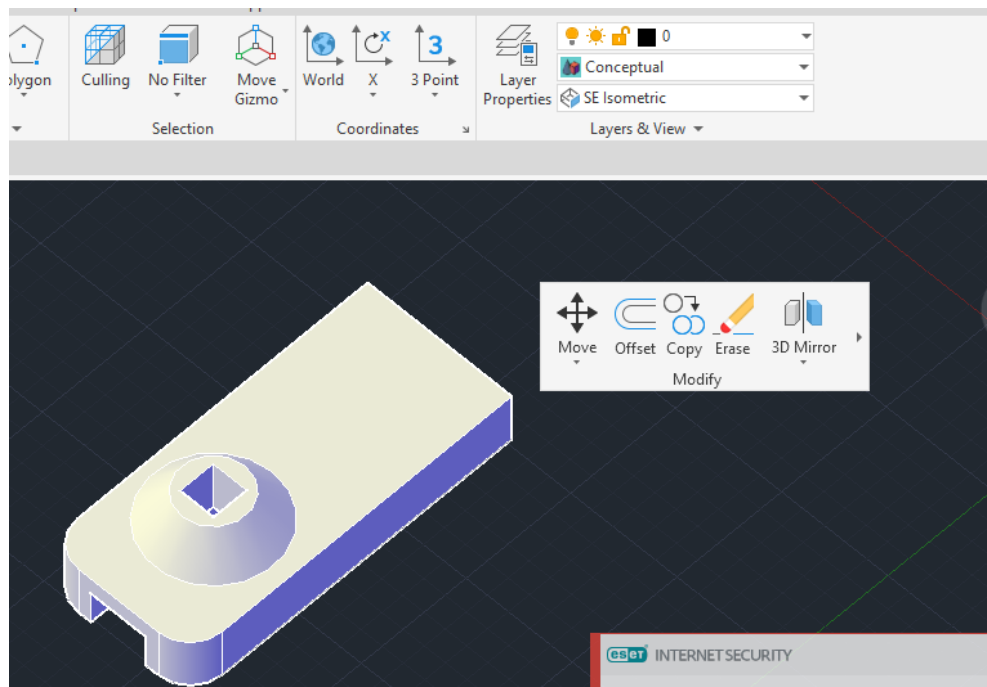 0
Conceptual
SE Isometric
Culling
No Filter
Move
Gizmo
World
X
3 Point
Layer
Properties
Selection
Coordinates
Layers & View
Move
Offset
Copy
Erase
3D Mirror
Modify
eset INTERNET SECURITY